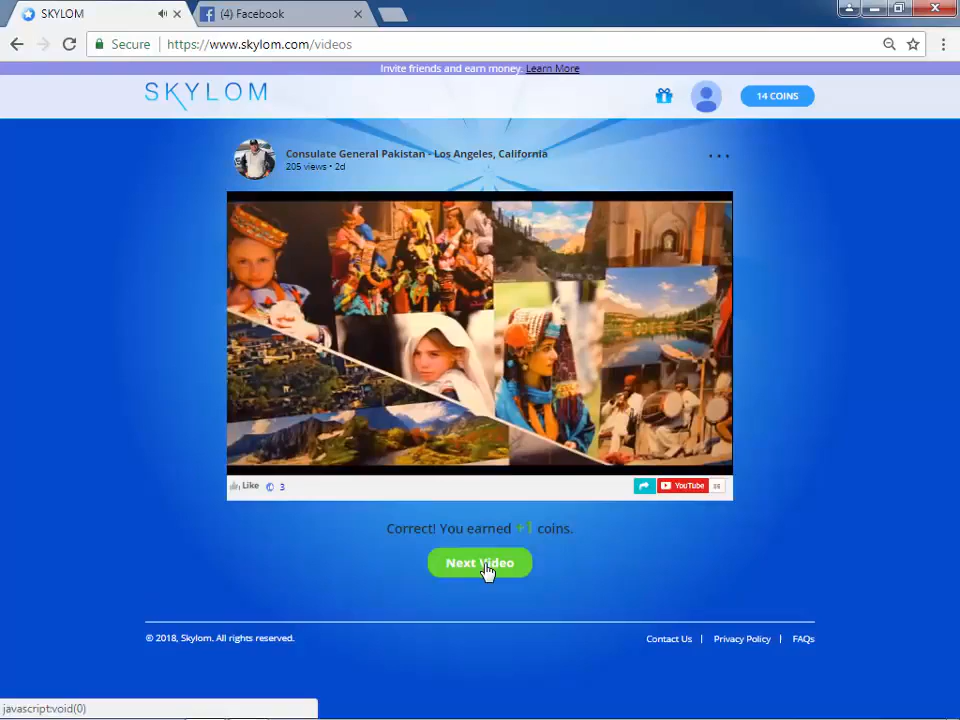 SKYLOM
(4) Facebook
Secure
https://www.skylom.com/videos
Invite friends and earn money. Learn More
SKYLOM
14 COINS
Consulate General Pakistan - Los Angeles, California
205 views • 2d
Like
3
YouTube
Correct! You earned +1 coins.
Next Video
© 2018, Skylom. All rights reserved.
Contact Us | Privacy Policy | FAQs
javascript:void(0)